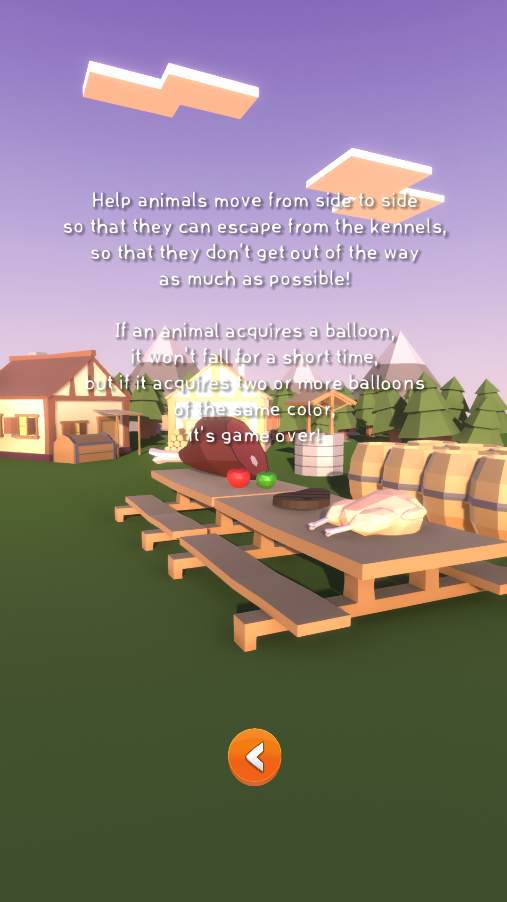 Help animals move from side to side
so that they can escape from the kennels,
so that they don't get out of the way
as much as possible!
If an animal acquires a balloon,
it won't fall for a short time,
but if it acquires two or more balloons
of the same color,
it's game over!